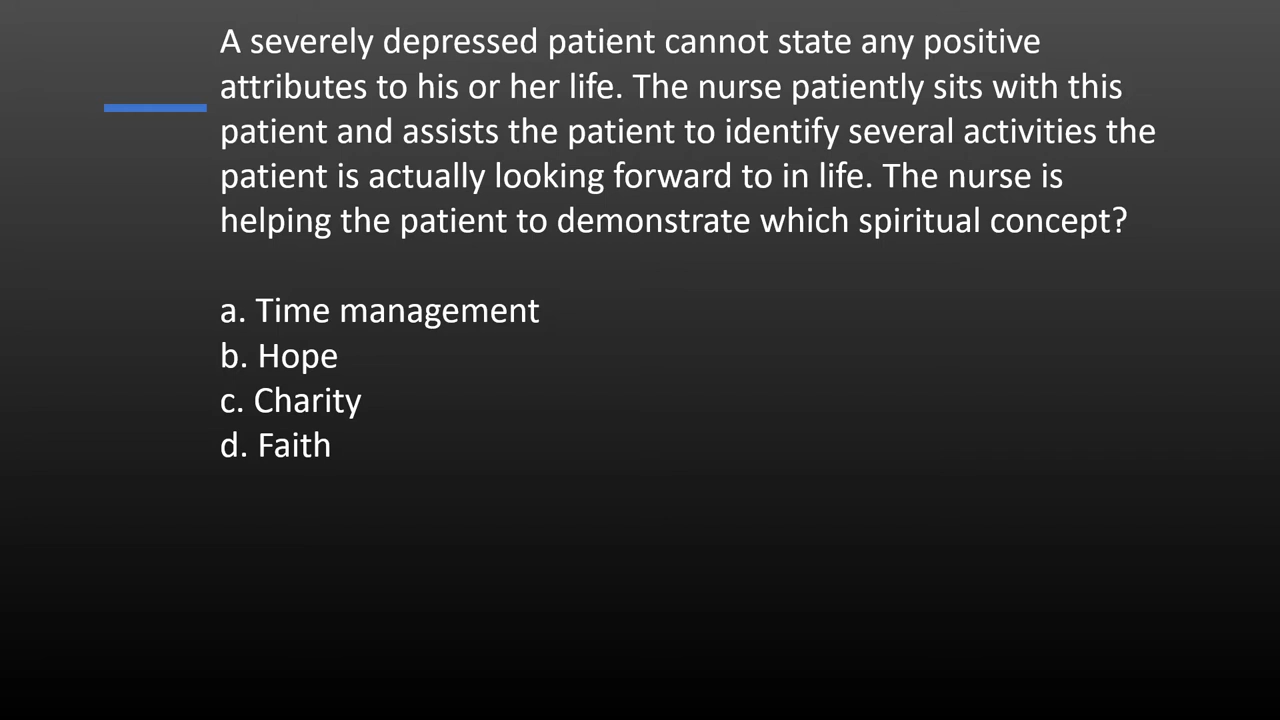 A severely depressed patient cannot state any positive
attributes to his or her life. The nurse patiently sits with this
patient and assists the patient to identify several activities the
patient is actually looking forward to in life. The nurse is
helping the patient to demonstrate which spiritual concept?
a. Time management
b. Hope
c. Charity
d. Faith